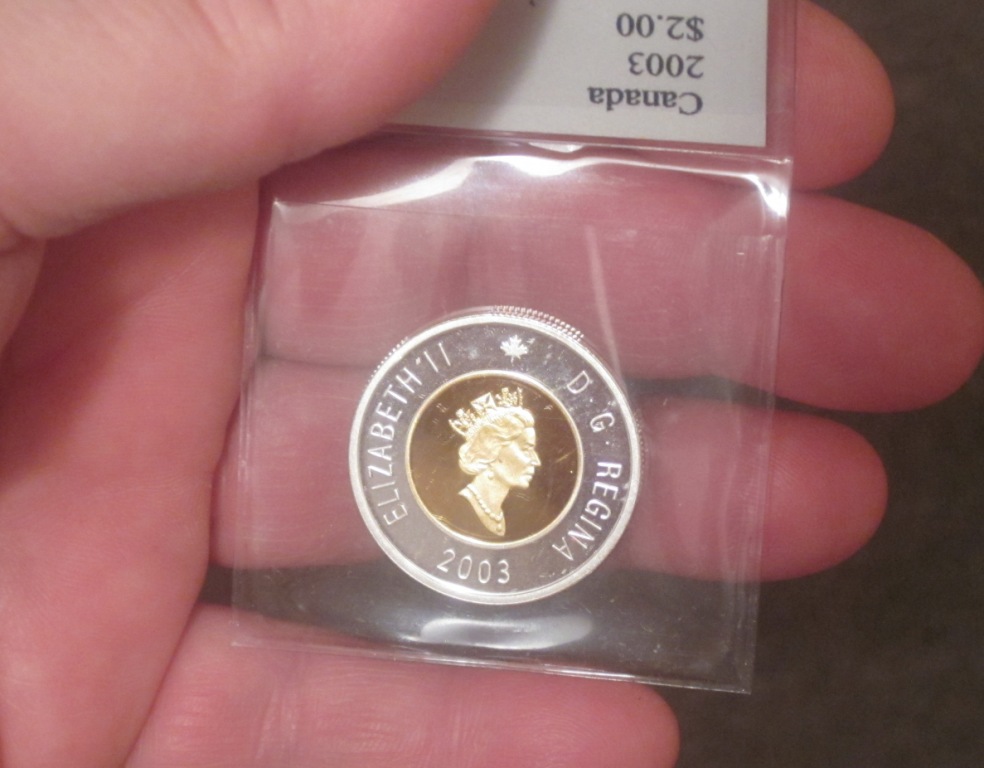 Canada
2003
$2.00
ELIZABETH II D·G·REGINA
2003